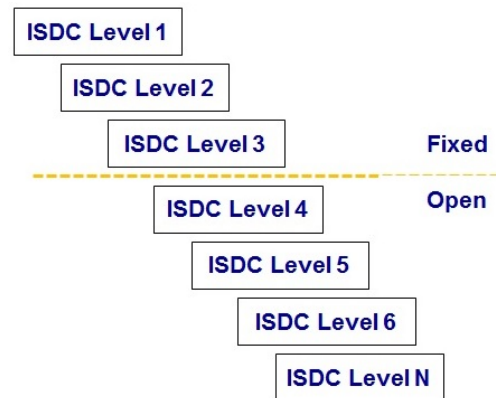 ISDC Level 1
ISDC Level 2
ISDC Level 3
Fixed
Open
ISDC Level 4
ISDC Level 5
ISDC Level 6
ISDC Level N